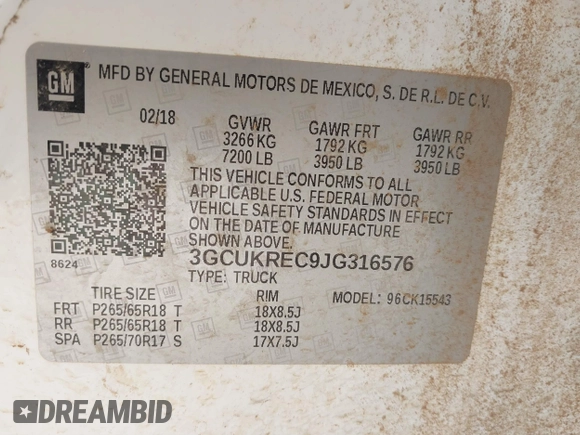 GM
MFD BY GENERAL MOTORS DE MEXICO, S. DE R.L. DE C.V.
02/18 GVWR GAWR FRT GAWR RR
3266 KG 1792 KG 1792 KG
7200 LB 3950 LB 3950 LB
THIS VEHICLE CONFORMS TO ALL
APPLICABLE U.S. FEDERAL MOTOR
VEHICLE SAFETY STANDARDS IN EFFECT
ON THE DATE OF MANUFACTURE
SHOWN ABOVE.
8624 3GCUKREC9JG316576
TYPE: TRUCK
TIRE SIZE RIM MODEL: 96CK15543
FRT P265/65R18 T 18X8.5J
RR P265/65R18 T 18X8.5J
SPA P265/70R17 S 17X7.5J
DREAMBID